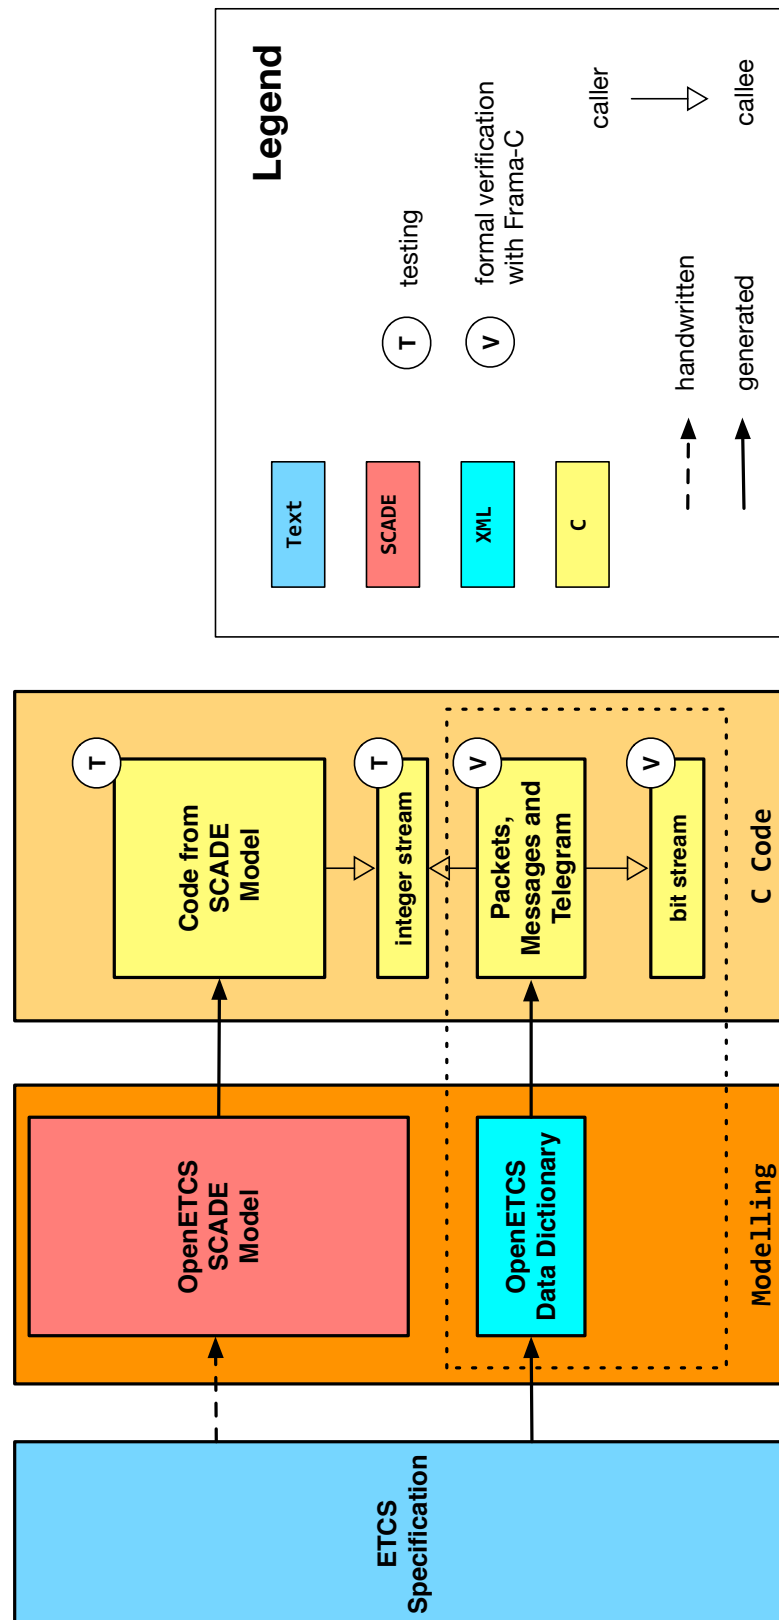 ETCS
Specification
OpenETCS
SCADE
Model
OpenETCS
Data Dictionary
Modelling
Code from
SCADE
Model
T
integer stream
T
Packets,
Messages and
Telegram
V
bit stream
V
C Code
Legend
Text
SCADE
XML
C
T
testing
V
formal verification
with Frama-C
handwritten
generated
caller
callee